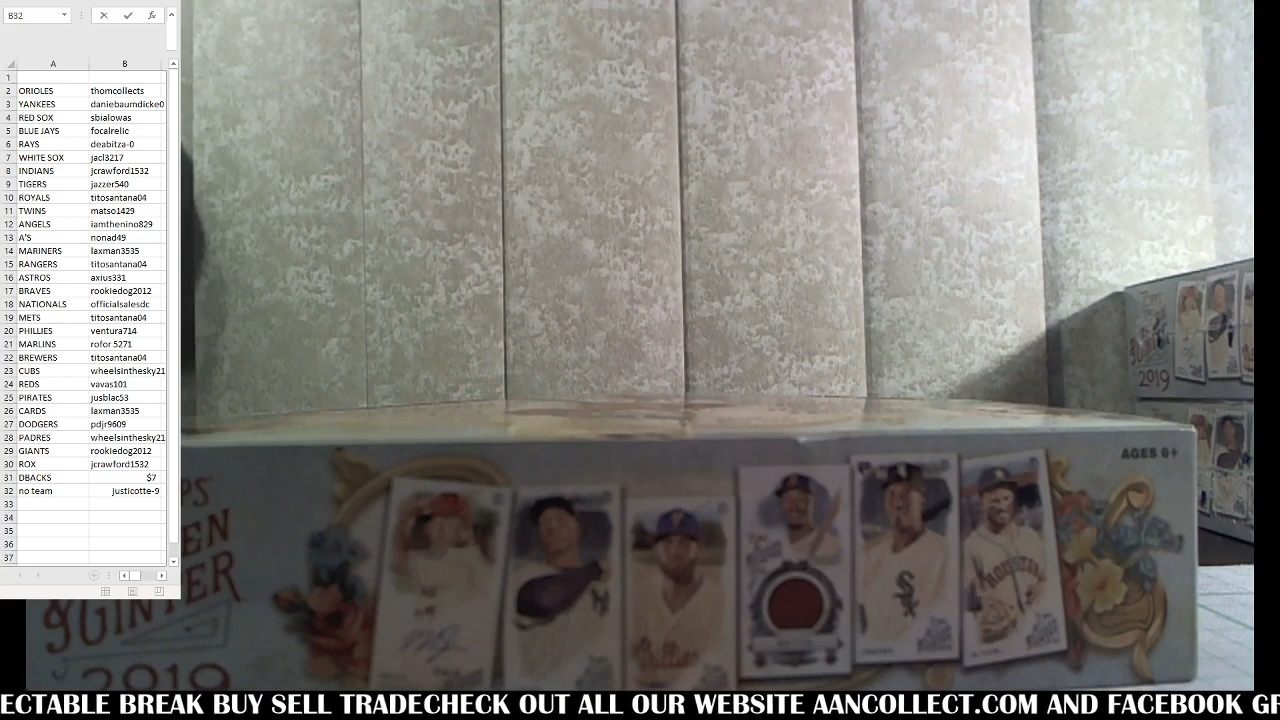 B32
A B
1
2 ORIOLES thomcollects
3 YANKEES daniebaumdicke0
4 RED SOX sbialowas
5 BLUE JAYS focalrelic
6 RAYS deabitza-0
7 WHITE SOX jacl3217
8 INDIANS jcrawford1532
9 TIGERS jazzer540
10 ROYALS titosantana04
11 TWINS matso1429
12 ANGELS iamthenino829
13 A'S nonad49
14 MARINERS laxman3535
15 RANGERS titosantana04
16 ASTROS axius331
17 BRAVES rookiedog2012
18 NATIONALS officialsalesdc
19 METS titosantana04
20 PHILLIES ventura714
21 MARLINS rofor 5271
22 BREWERS titosantana04
23 CUBS wheelsinthesky21
24 REDS vavas101
25 PIRATES jusblac53
26 CARDS laxman3535
27 DODGERS pdjr9609
28 PADRES wheelsinthesky21
29 GIANTS rookiedog2012
30 ROX jcrawford1532
31 DBACKS $7
32 no team justicotte-9
33
34
35
36
37
2019
AGES 6+
PS
EN
& GINTER
2019
ECTABLE BREAK BUY SELL TRADECHECK OUT ALL OUR WEBSITE AANCOLLECT.COM AND FACEBOOK GR